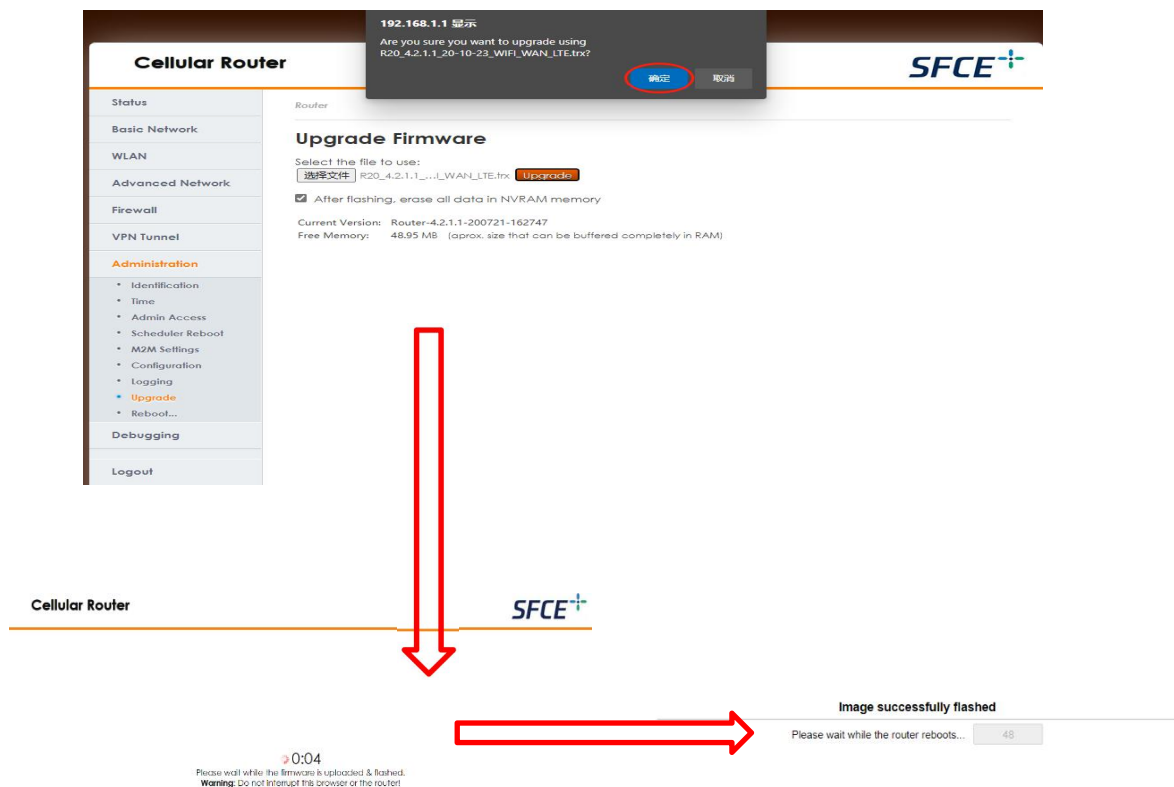 192.168.1.1 显示
Are you sure you want to upgrade using
R20_4.2.1.1_20-10-23_WIFI_WAN_LTE.trx?
确定 取消
Cellular Router
SFCE
Status
Basic Network
WLAN
Advanced Network
Firewall
VPN Tunnel
Administration
Identification
Time
Admin Access
Scheduler Reboot
M2M Settings
Configuration
Logging
Upgrade
Reboot...
Debugging
Logout
Router
Upgrade Firmware
Select the file to use:
选择文件 R20_4.2.1.1_...I_WAN_LTE.trx Upgrade
After flashing, erase all data in NVRAM memory
Current Version: Router-4.2.1.1-200721-162747
Free Memory: 48.95 MB (aprox. size that can be buffered completely in RAM)
Cellular Router
SFCE
0:04
Please wait while the firmware is uploaded & flashed.
Warning: Do not interrupt this browser or the router!
Image successfully flashed
Please wait while the router reboots... 48